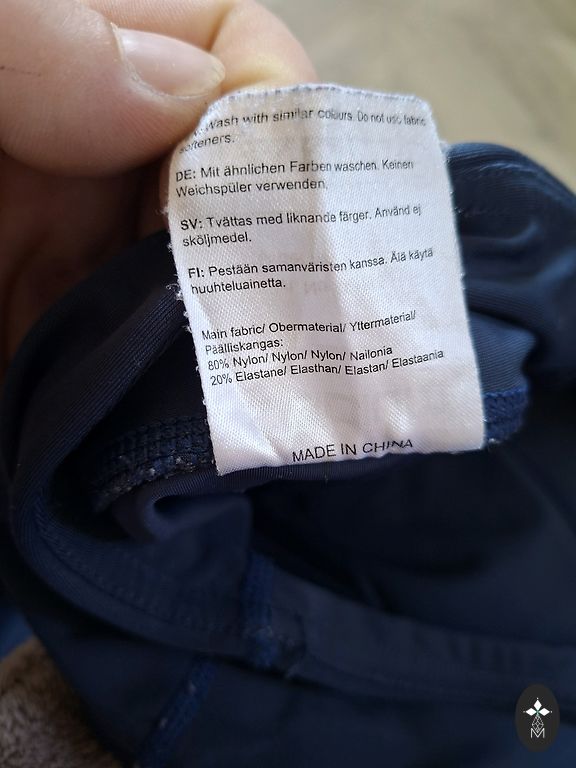 Wash with similar colours. Do not use fabric
softeners.
DE: Mit ähnlichen Farben waschen. Keinen
Weichspüler verwenden.
SV: Tvättas med liknande färger. Använd ej
sköljmedel.
FI: Pestään samanväristen kanssa. Älä käytä
huuhteluainetta.
Main fabric/ Obermaterial/ Yttermaterial/
Päälliskangas:
80% Nylon/ Nylon/ Nylon/ Nailonia
20% Elastane/ Elasthan/ Elastan/ Elastaania
MADE IN CHINA
M